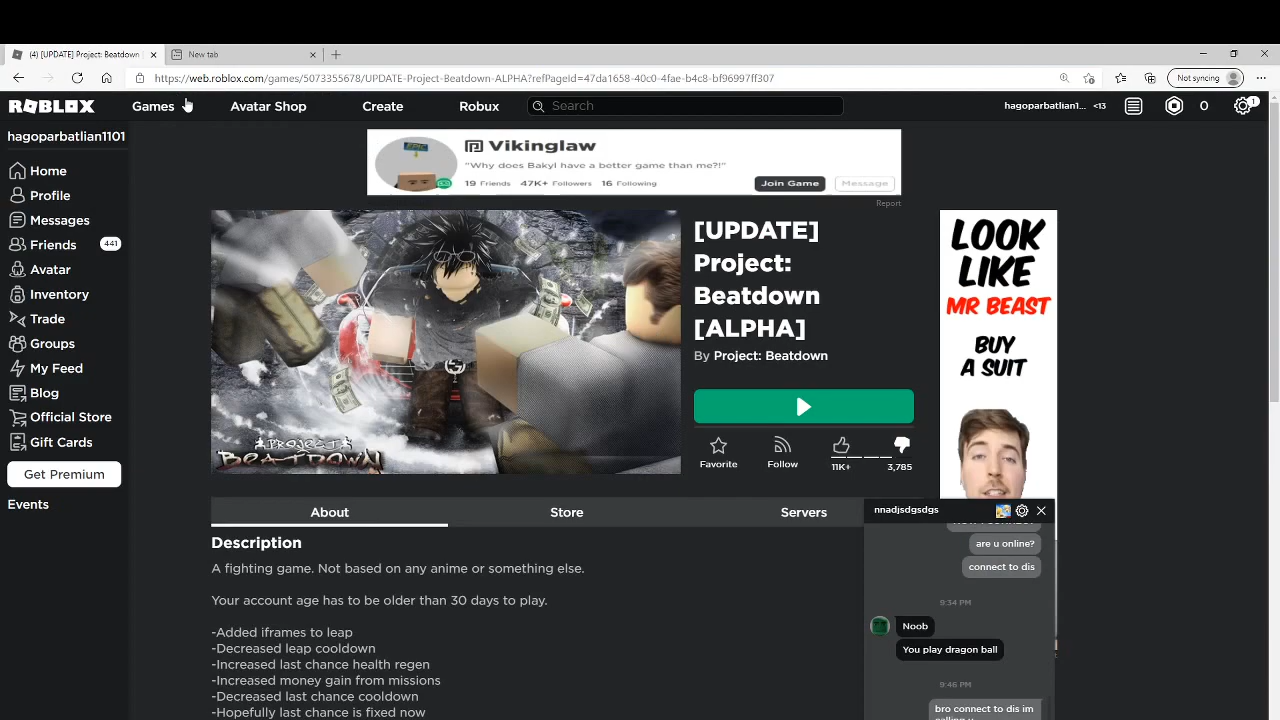 (4) [UPDATE] Project: Beatdown
New tab
https://web.roblox.com/games/5073355678/UPDATE-Project-Beatdown-ALPHA?refPageId=47da1658-40c0-4fae-b4c8-bf96997ff307
Not syncing
ROBLOX
Games
Avatar Shop
Create
Robux
Search
hagoparbatlian1... <13
0
1
hagoparbatlian1101
Home
Profile
Messages
Friends 441
Avatar
Inventory
Trade
Groups
My Feed
Blog
Official Store
Gift Cards
Get Premium
Events
Vikinglaw
"Why does Bakyl have a better game than me?!"
19 Friends 47K+ Followers 16 Following
Join Game Message
Report
PROJECT
BEATDOWN
[UPDATE]
Project:
Beatdown
[ALPHA]
By Project: Beatdown
Favorite
Follow
11K+
3,785
LOOK
LIKE
MR BEAST
BUY
A SUIT
About
Store
Servers
Description
A fighting game. Not based on any anime or something else.
Your account age has to be older than 30 days to play.
-Added iframes to leap
-Decreased leap cooldown
-Increased last chance health regen
-Increased money gain from missions
-Decreased last chance cooldown
-Hopefully last chance is fixed now
nnadjsdgsdgs
are u online?
connect to dis
9:34 PM
Noob
You play dragon ball
9:46 PM
bro connect to dis im